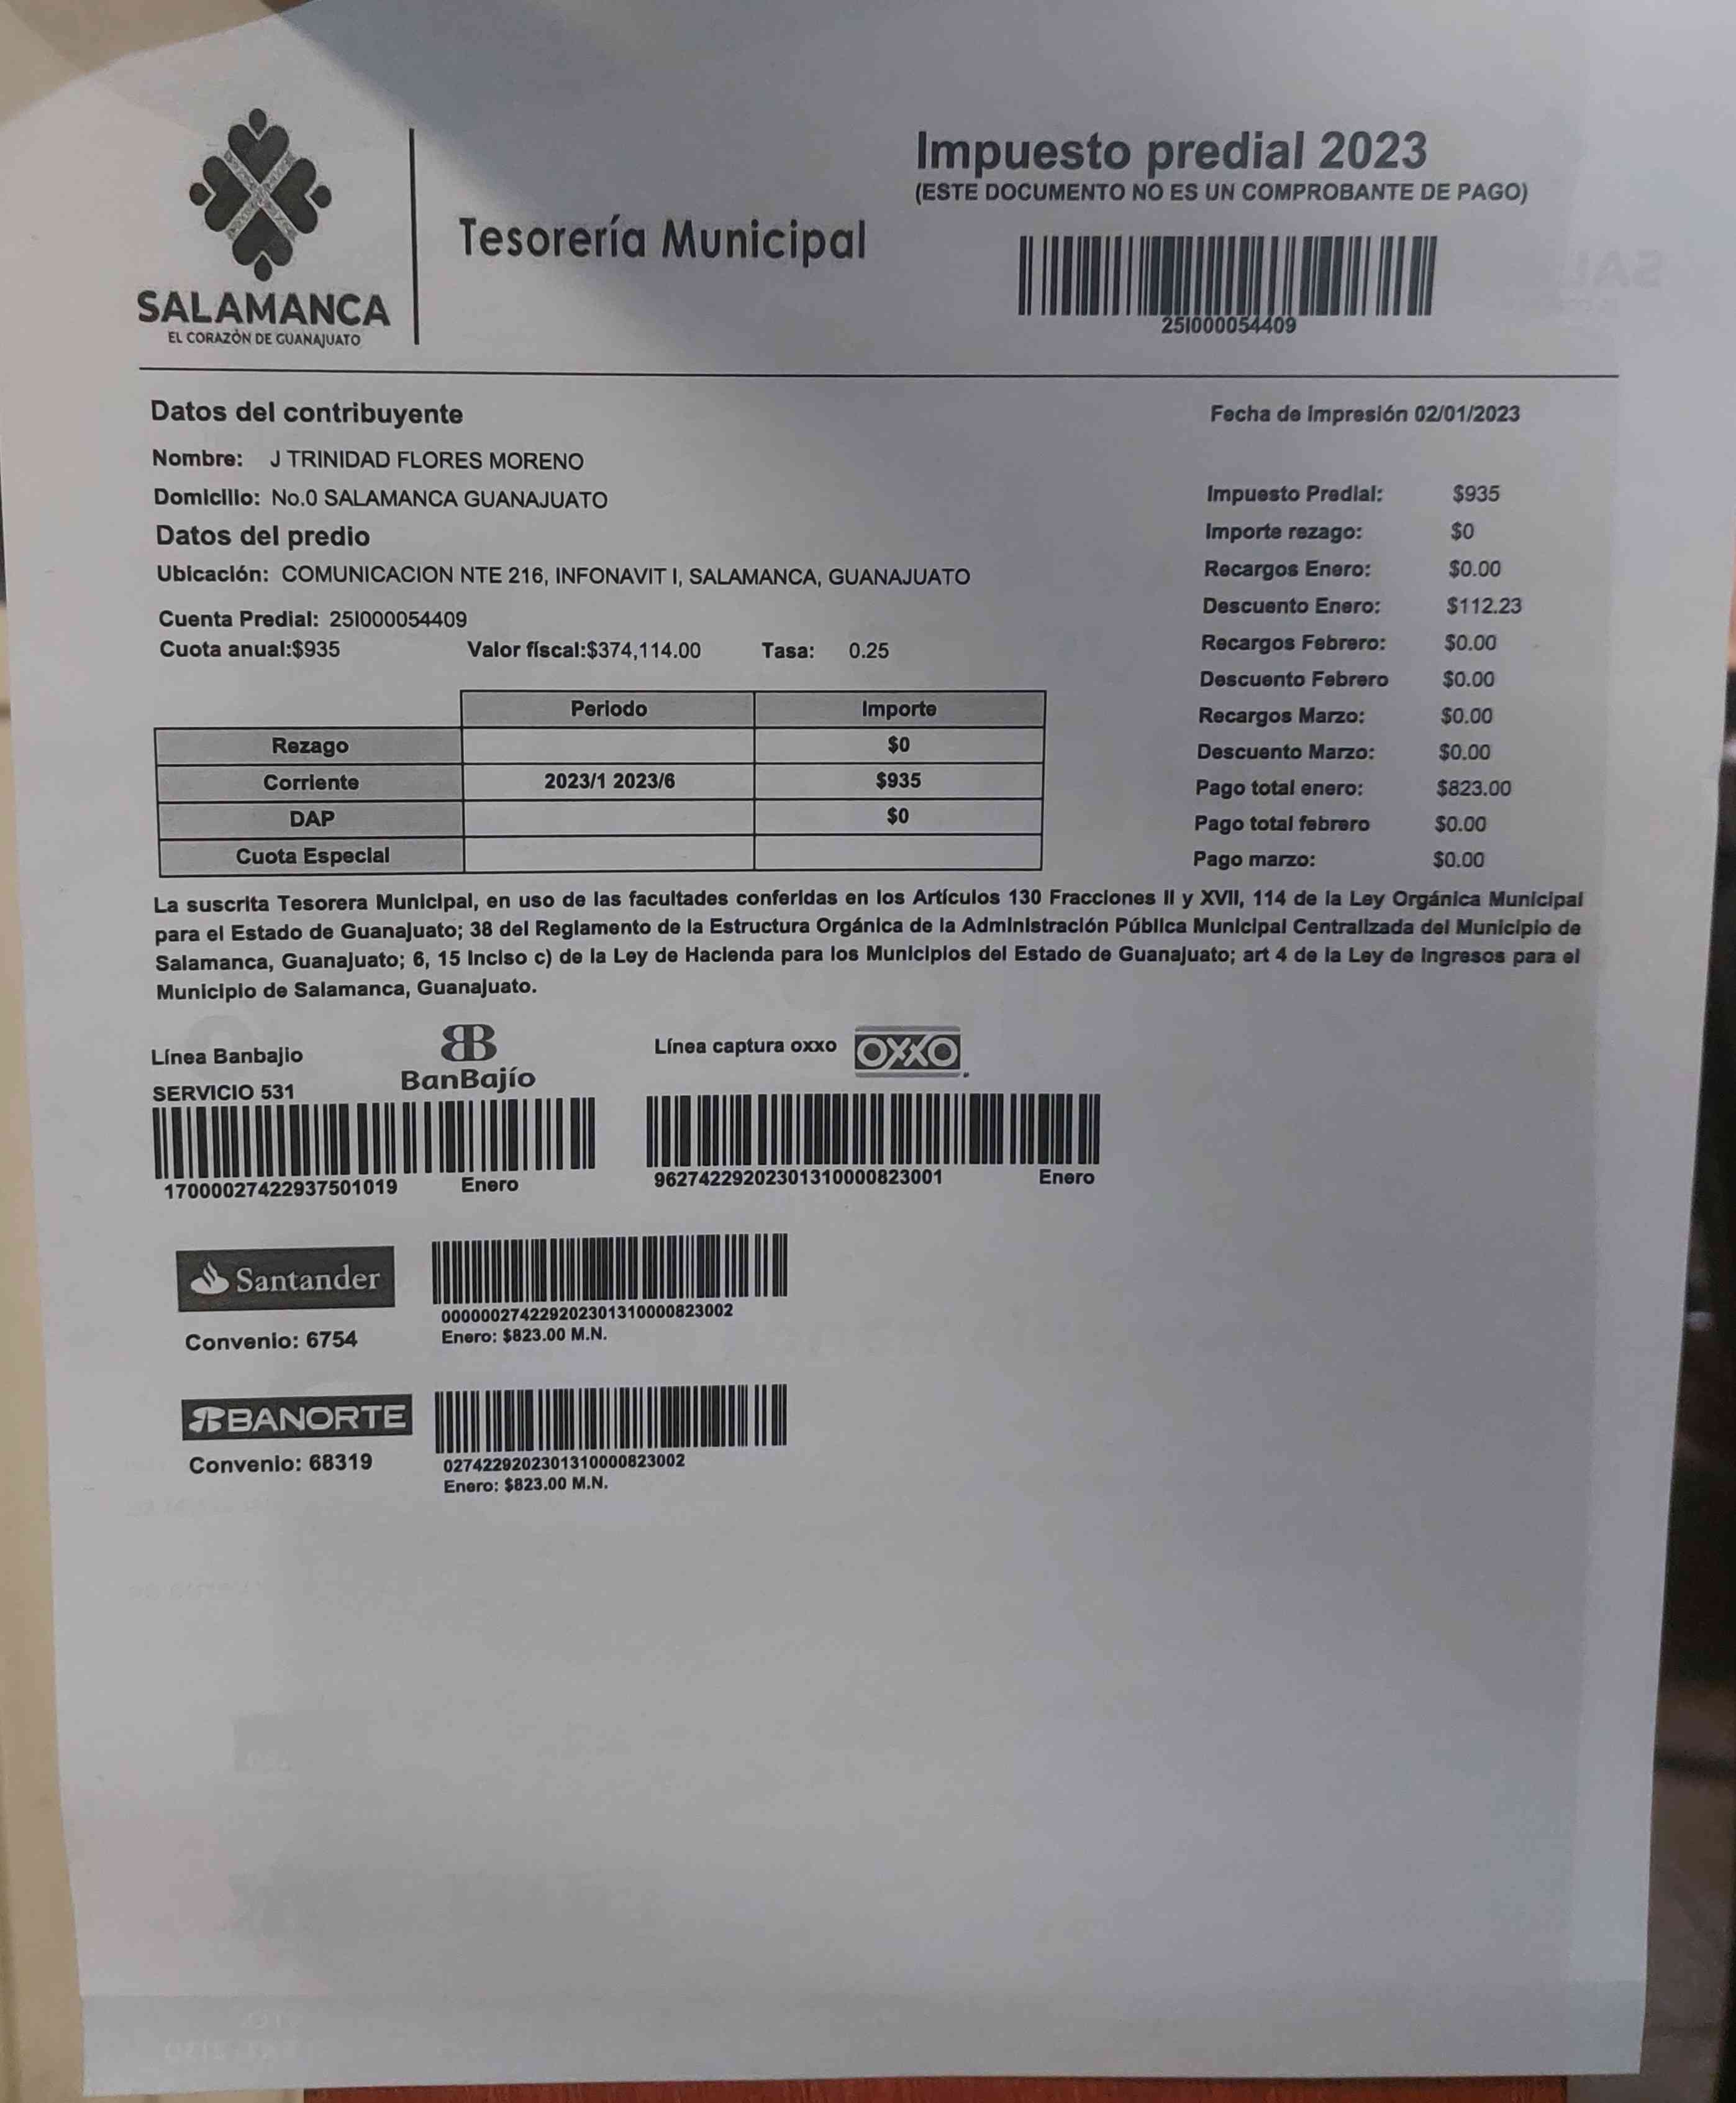 SALAMANCA
EL CORAZÓN DE GUANAJUATO
Tesorería Municipal
Impuesto predial 2023
(ESTE DOCUMENTO NO ES UN COMPROBANTE DE PAGO)
25I000054409
Datos del contribuyente
Fecha de impresión 02/01/2023
Nombre: J TRINIDAD FLORES MORENO
Domicilio: No.0 SALAMANCA GUANAJUATO
Datos del predio
Ubicación: COMUNICACION NTE 216, INFONAVIT I, SALAMANCA, GUANAJUATO
Cuenta Predial: 25I000054409
Cuota anual:$935 Valor fiscal:$374,114.00 Tasa: 0.25
Impuesto Predial: $935
Importe rezago: $0
Recargos Enero: $0.00
Descuento Enero: $112.23
Recargos Febrero: $0.00
Descuento Febrero $0.00
Recargos Marzo: $0.00
Descuento Marzo: $0.00
Pago total enero: $823.00
Pago total febrero $0.00
Pago marzo: $0.00
Periodo Importe
Rezago $0
Corriente 2023/1 2023/6 $935
DAP $0
Cuota Especial
La suscrita Tesorera Municipal, en uso de las facultades conferidas en los Artículos 130 Fracciones II y XVII, 114 de la Ley Orgánica Municipal
para el Estado de Guanajuato; 38 del Reglamento de la Estructura Orgánica de la Administración Pública Municipal Centralizada del Municipio de
Salamanca, Guanajuato; 6, 15 Inciso c) de la Ley de Hacienda para los Municipios del Estado de Guanajuato; art 4 de la Ley de Ingresos para el
Municipio de Salamanca, Guanajuato.
Línea Banbajio
SERVICIO 531
BanBajío
17000027422937501019 Enero
Línea captura oxxo
OXXO
962742292023013100008230​01 Enero
Santander
Convenio: 6754
000000274229202301310000823002
Enero: $823.00 M.N.
BANORTE
Convenio: 68319
0274229202301310000823002
Enero: $823.00 M.N.